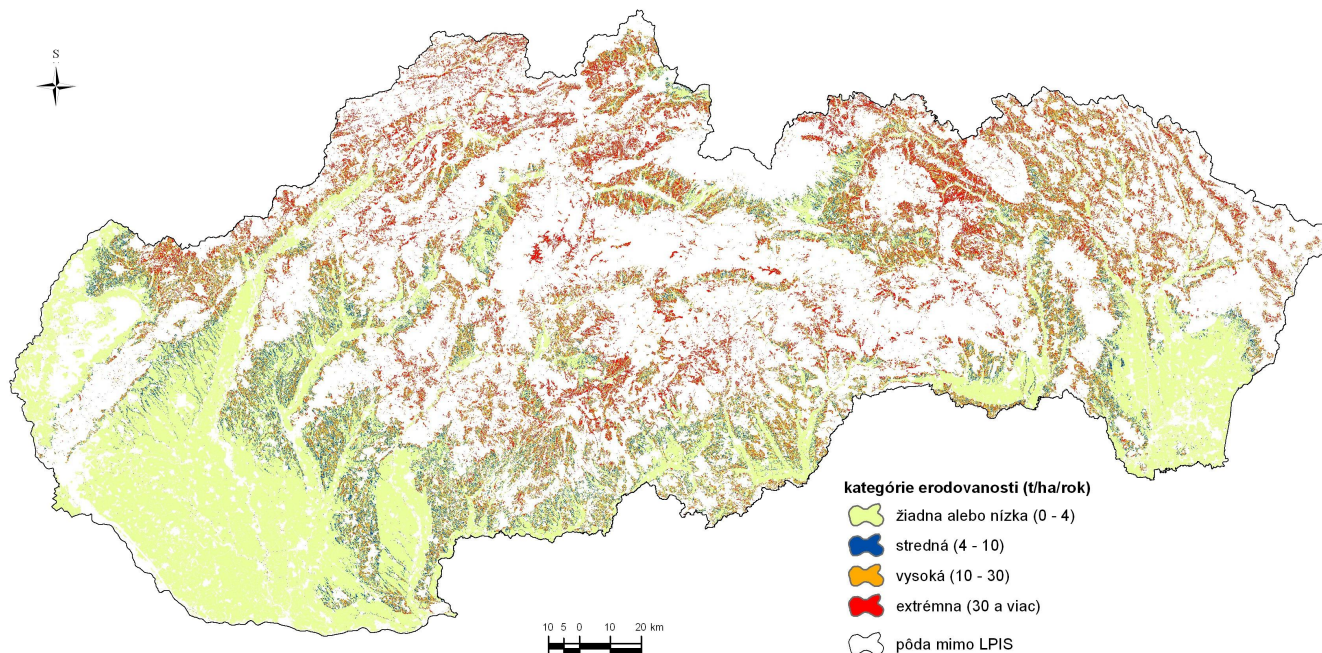 S
kategórie erodovanosti (t/ha/rok)
žiadna alebo nízka (0 - 4)
stredná (4 - 10)
vysoká (10 - 30)
extrémna (30 a viac)
pôda mimo LPIS
10 5 0 10 20 km